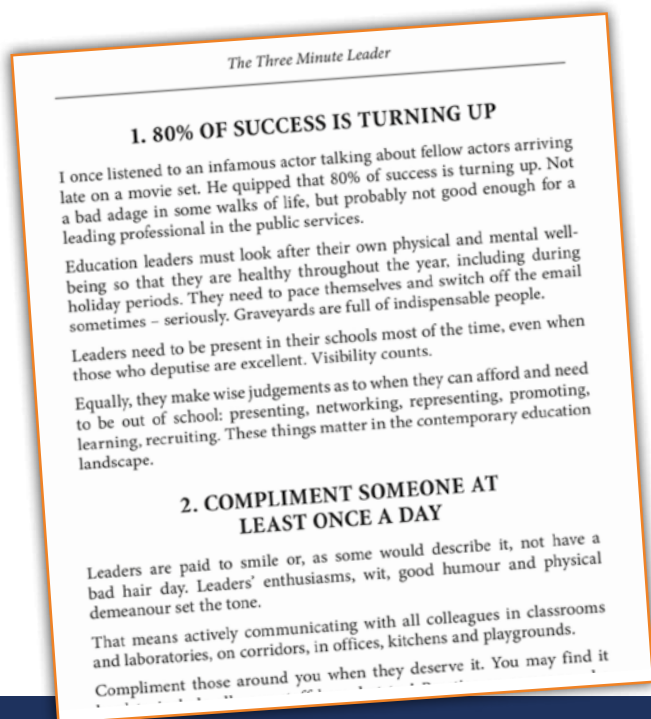 The Three Minute Leader
1. 80% OF SUCCESS IS TURNING UP
I once listened to an infamous actor talking about fellow actors arriving
late on a movie set. He quipped that 80% of success is turning up. Not
a bad adage in some walks of life, but probably not good enough for a
leading professional in the public services.
Education leaders must look after their own physical and mental well-
being so that they are healthy throughout the year, including during
holiday periods. They need to pace themselves and switch off the email
sometimes – seriously. Graveyards are full of indispensable people.
Leaders need to be present in their schools most of the time, even when
those who deputise are excellent. Visibility counts.
Equally, they make wise judgements as to when they can afford and need
to be out of school: presenting, networking, representing, promoting,
learning, recruiting. These things matter in the contemporary education
landscape.
2. COMPLIMENT SOMEONE AT
LEAST ONCE A DAY
Leaders are paid to smile or, as some would describe it, not have a
bad hair day. Leaders' enthusiasms, wit, good humour and physical
demeanour set the tone.
That means actively communicating with all colleagues in classrooms
and laboratories, on corridors, in offices, kitchens and playgrounds.
Compliment those around you when they deserve it. You may find it